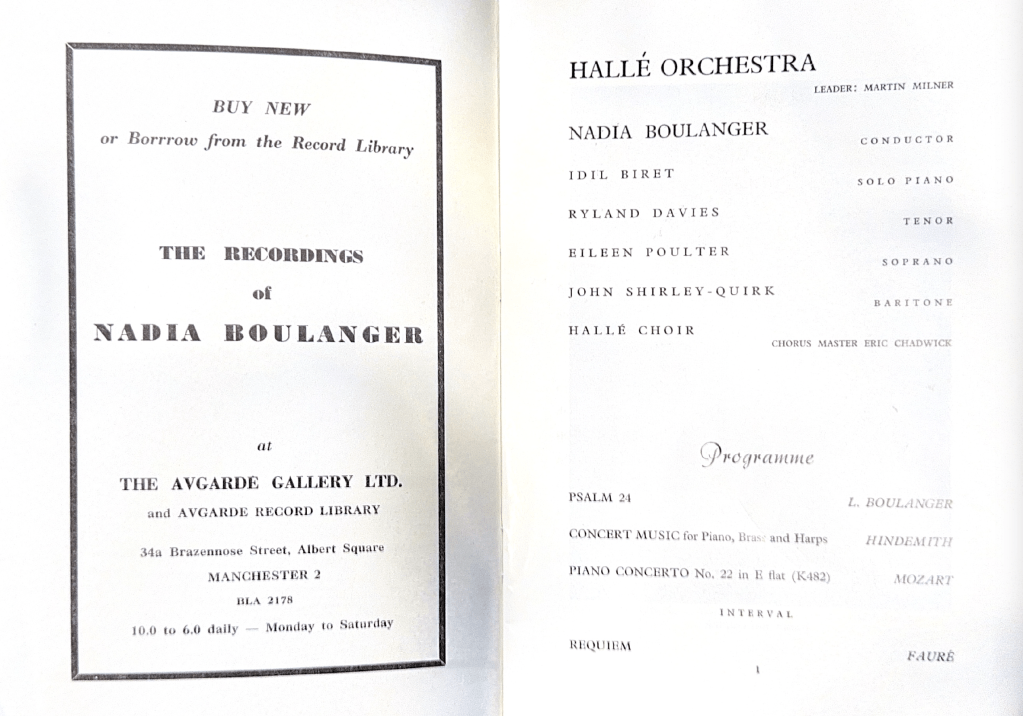 BUY NEW
or Borrrow from the Record Library
THE RECORDINGS
of
NADIA BOULANGER
at
THE AVGARDE GALLERY LTD.
and AVGARDE RECORD LIBRARY
34a Brazennose Street, Albert Square
MANCHESTER 2
BLA 2178
10.0 to 6.0 daily — Monday to Saturday
HALLÉ ORCHESTRA
LEADER: MARTIN MILNER
NADIA BOULANGER CONDUCTOR
IDIL BIRET SOLO PIANO
RYLAND DAVIES TENOR
EILEEN POULTER SOPRANO
JOHN SHIRLEY-QUIRK BARITONE
HALLÉ CHOIR CHORUS MASTER ERIC CHADWICK
Programme
PSALM 24 L. BOULANGER
CONCERT MUSIC for Piano, Brass and Harps HINDEMITH
PIANO CONCERTO No. 22 in E flat (K482) MOZART
INTERVAL
REQUIEM FAURÉ
1